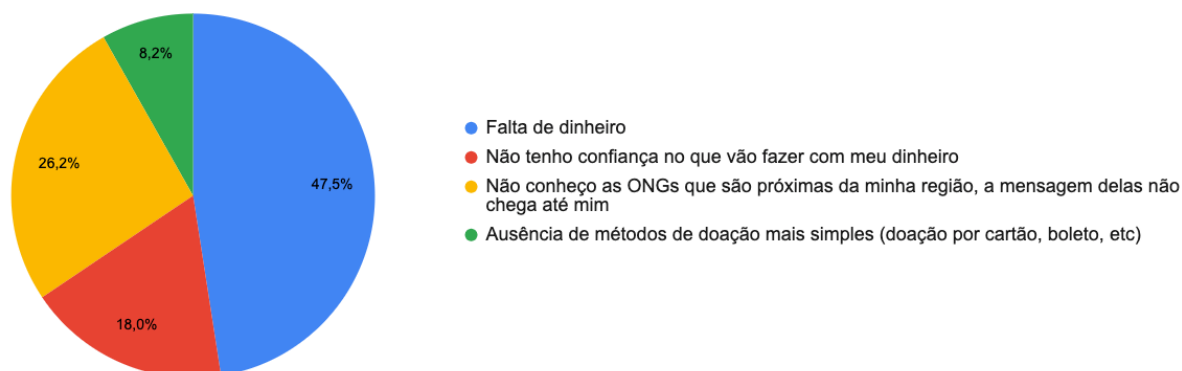 8,2%
26,2%
47,5%
18,0%
Falta de dinheiro
Não tenho confiança no que vão fazer com meu dinheiro
Não conheço as ONGs que são próximas da minha região, a mensagem delas não
chega até mim
Ausência de métodos de doação mais simples (doação por cartão, boleto, etc)